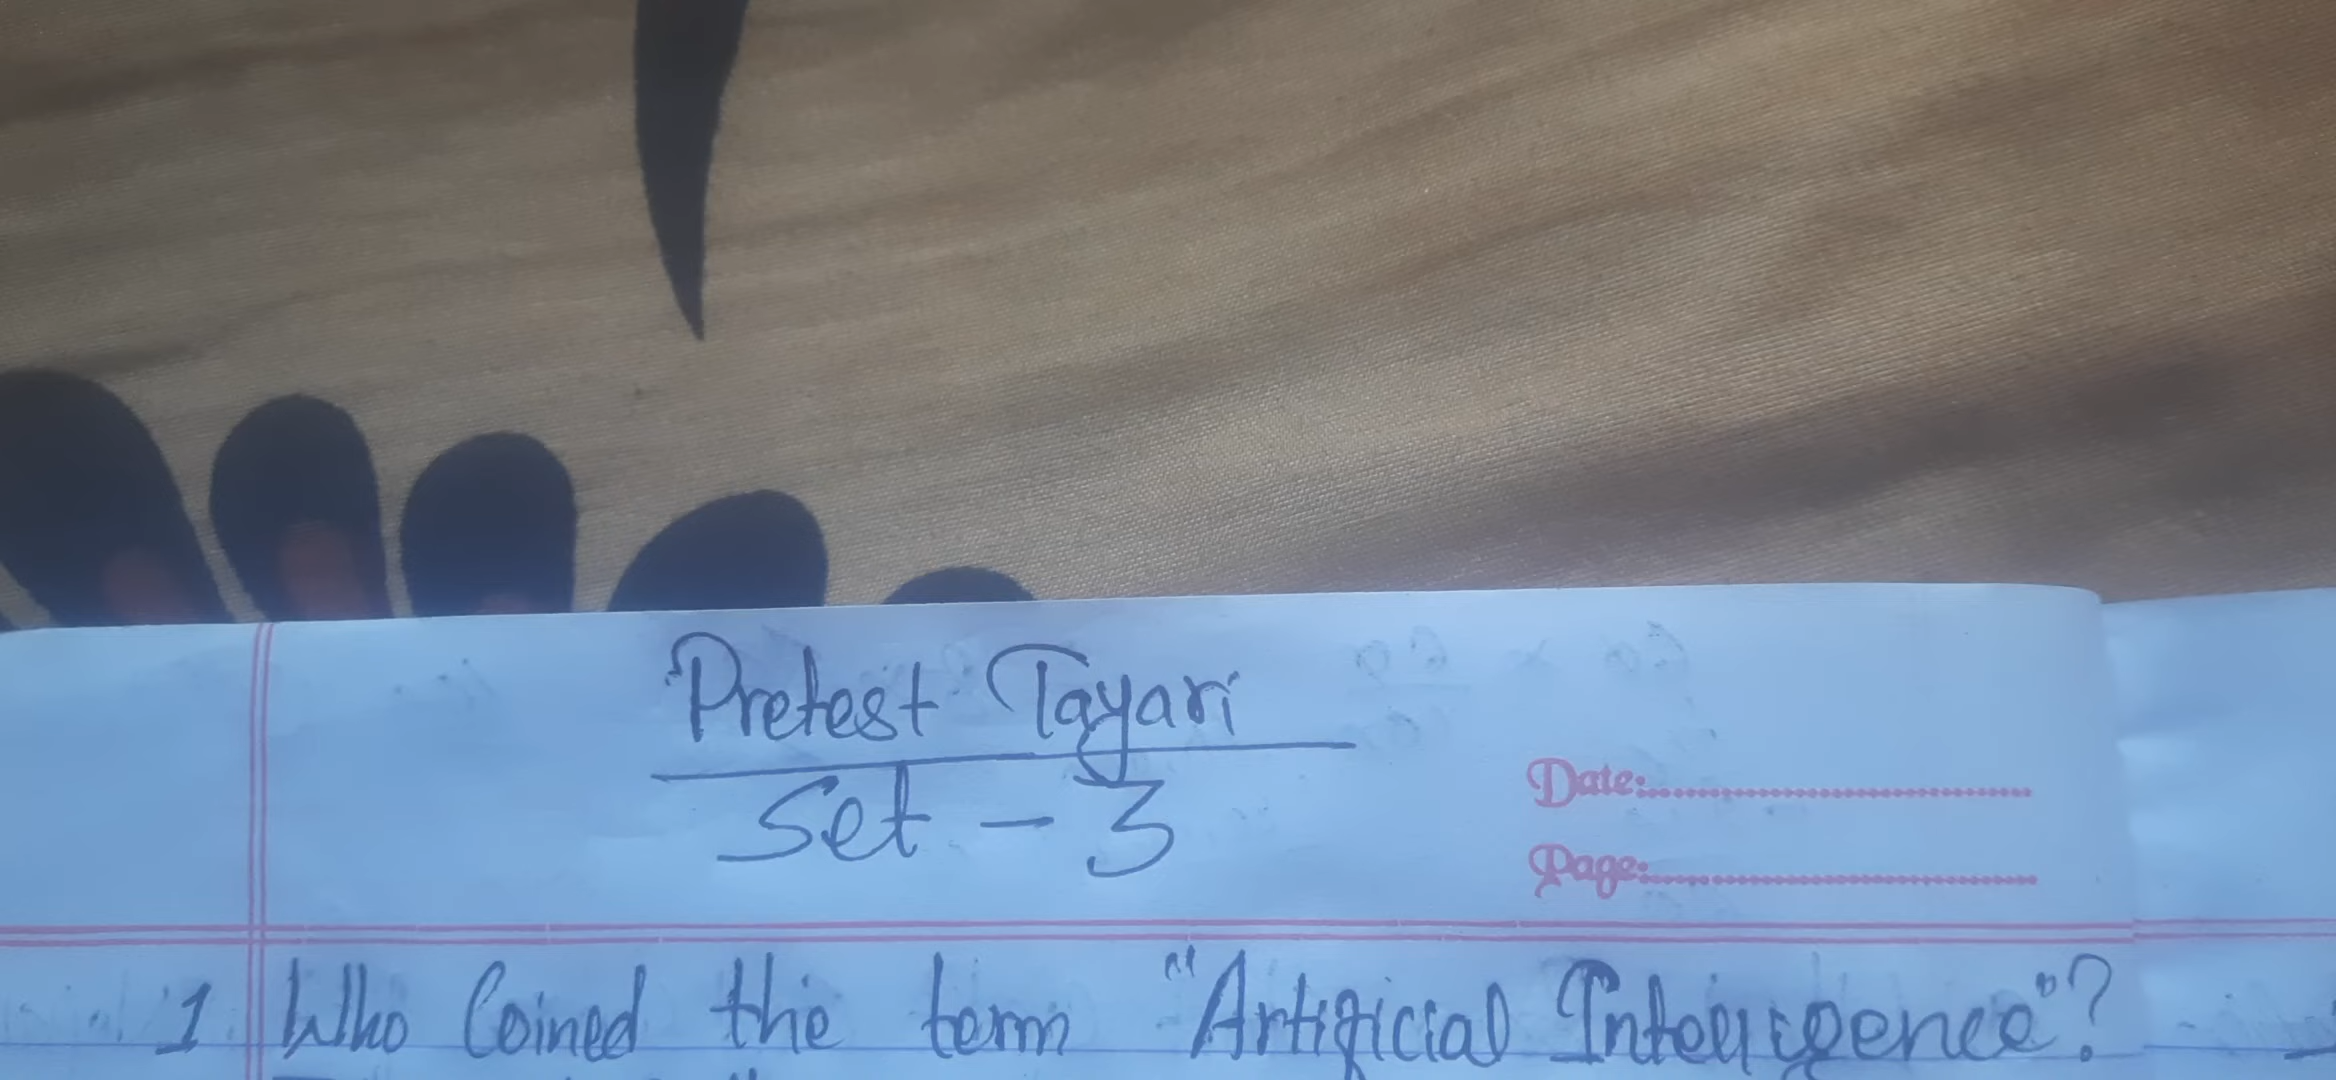 Pretest Tayari
Set - 3
Date:
Page:
1 Who Coined the term "Artificial Intelligence"?